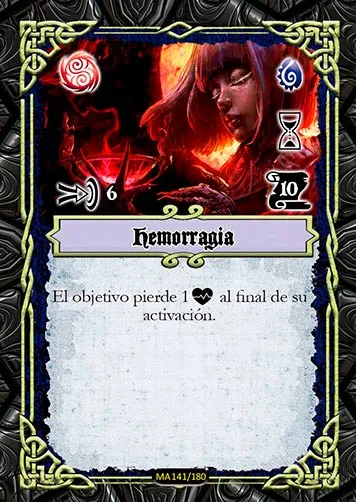 6
10
Hemorragia
El objetivo pierde 1 al final de su
activación.
MA141/180